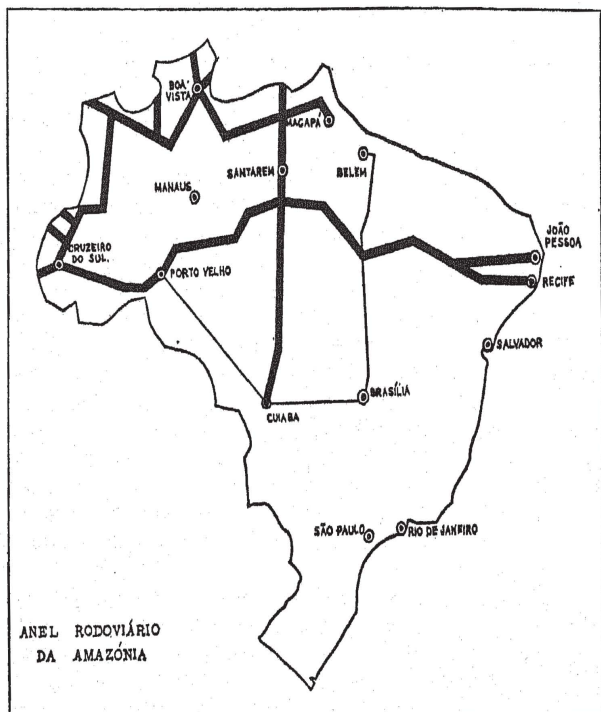 BOA
VISTA
MACAPÁ
MANAUS
SANTAREM
BELEM
CRUZEIRO
DO SUL.
PORTO VELHO
JOÃO
PESSOA
RECIFE
SALVADOR
BRASÍLIA
CUIABA
SÃO PAULO
RIO DE JANEIRO
ANEL RODOVIÁRIO
DA AMAZÓNIA